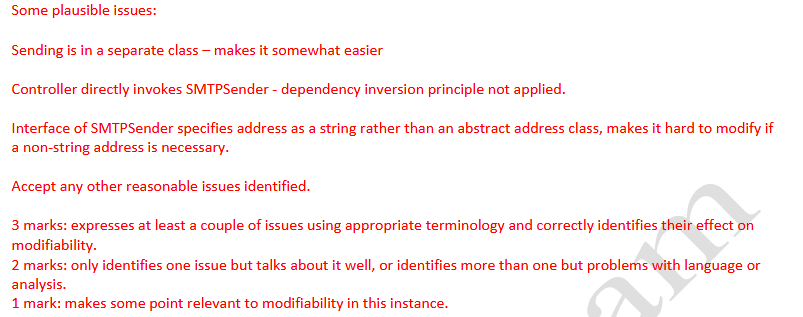 Some plausible issues:
Sending is in a separate class – makes it somewhat easier
Controller directly invokes SMTPSender - dependency inversion principle not applied.
Interface of SMTPSender specifies address as a string rather than an abstract address class, makes it hard to modify if
a non-string address is necessary.
Accept any other reasonable issues identified.
3 marks: expresses at least a couple of issues using appropriate terminology and correctly identifies their effect on
modifiability.
2 marks: only identifies one issue but talks about it well, or identifies more than one but problems with language or
analysis.
1 mark: makes some point relevant to modifiability in this instance.
am